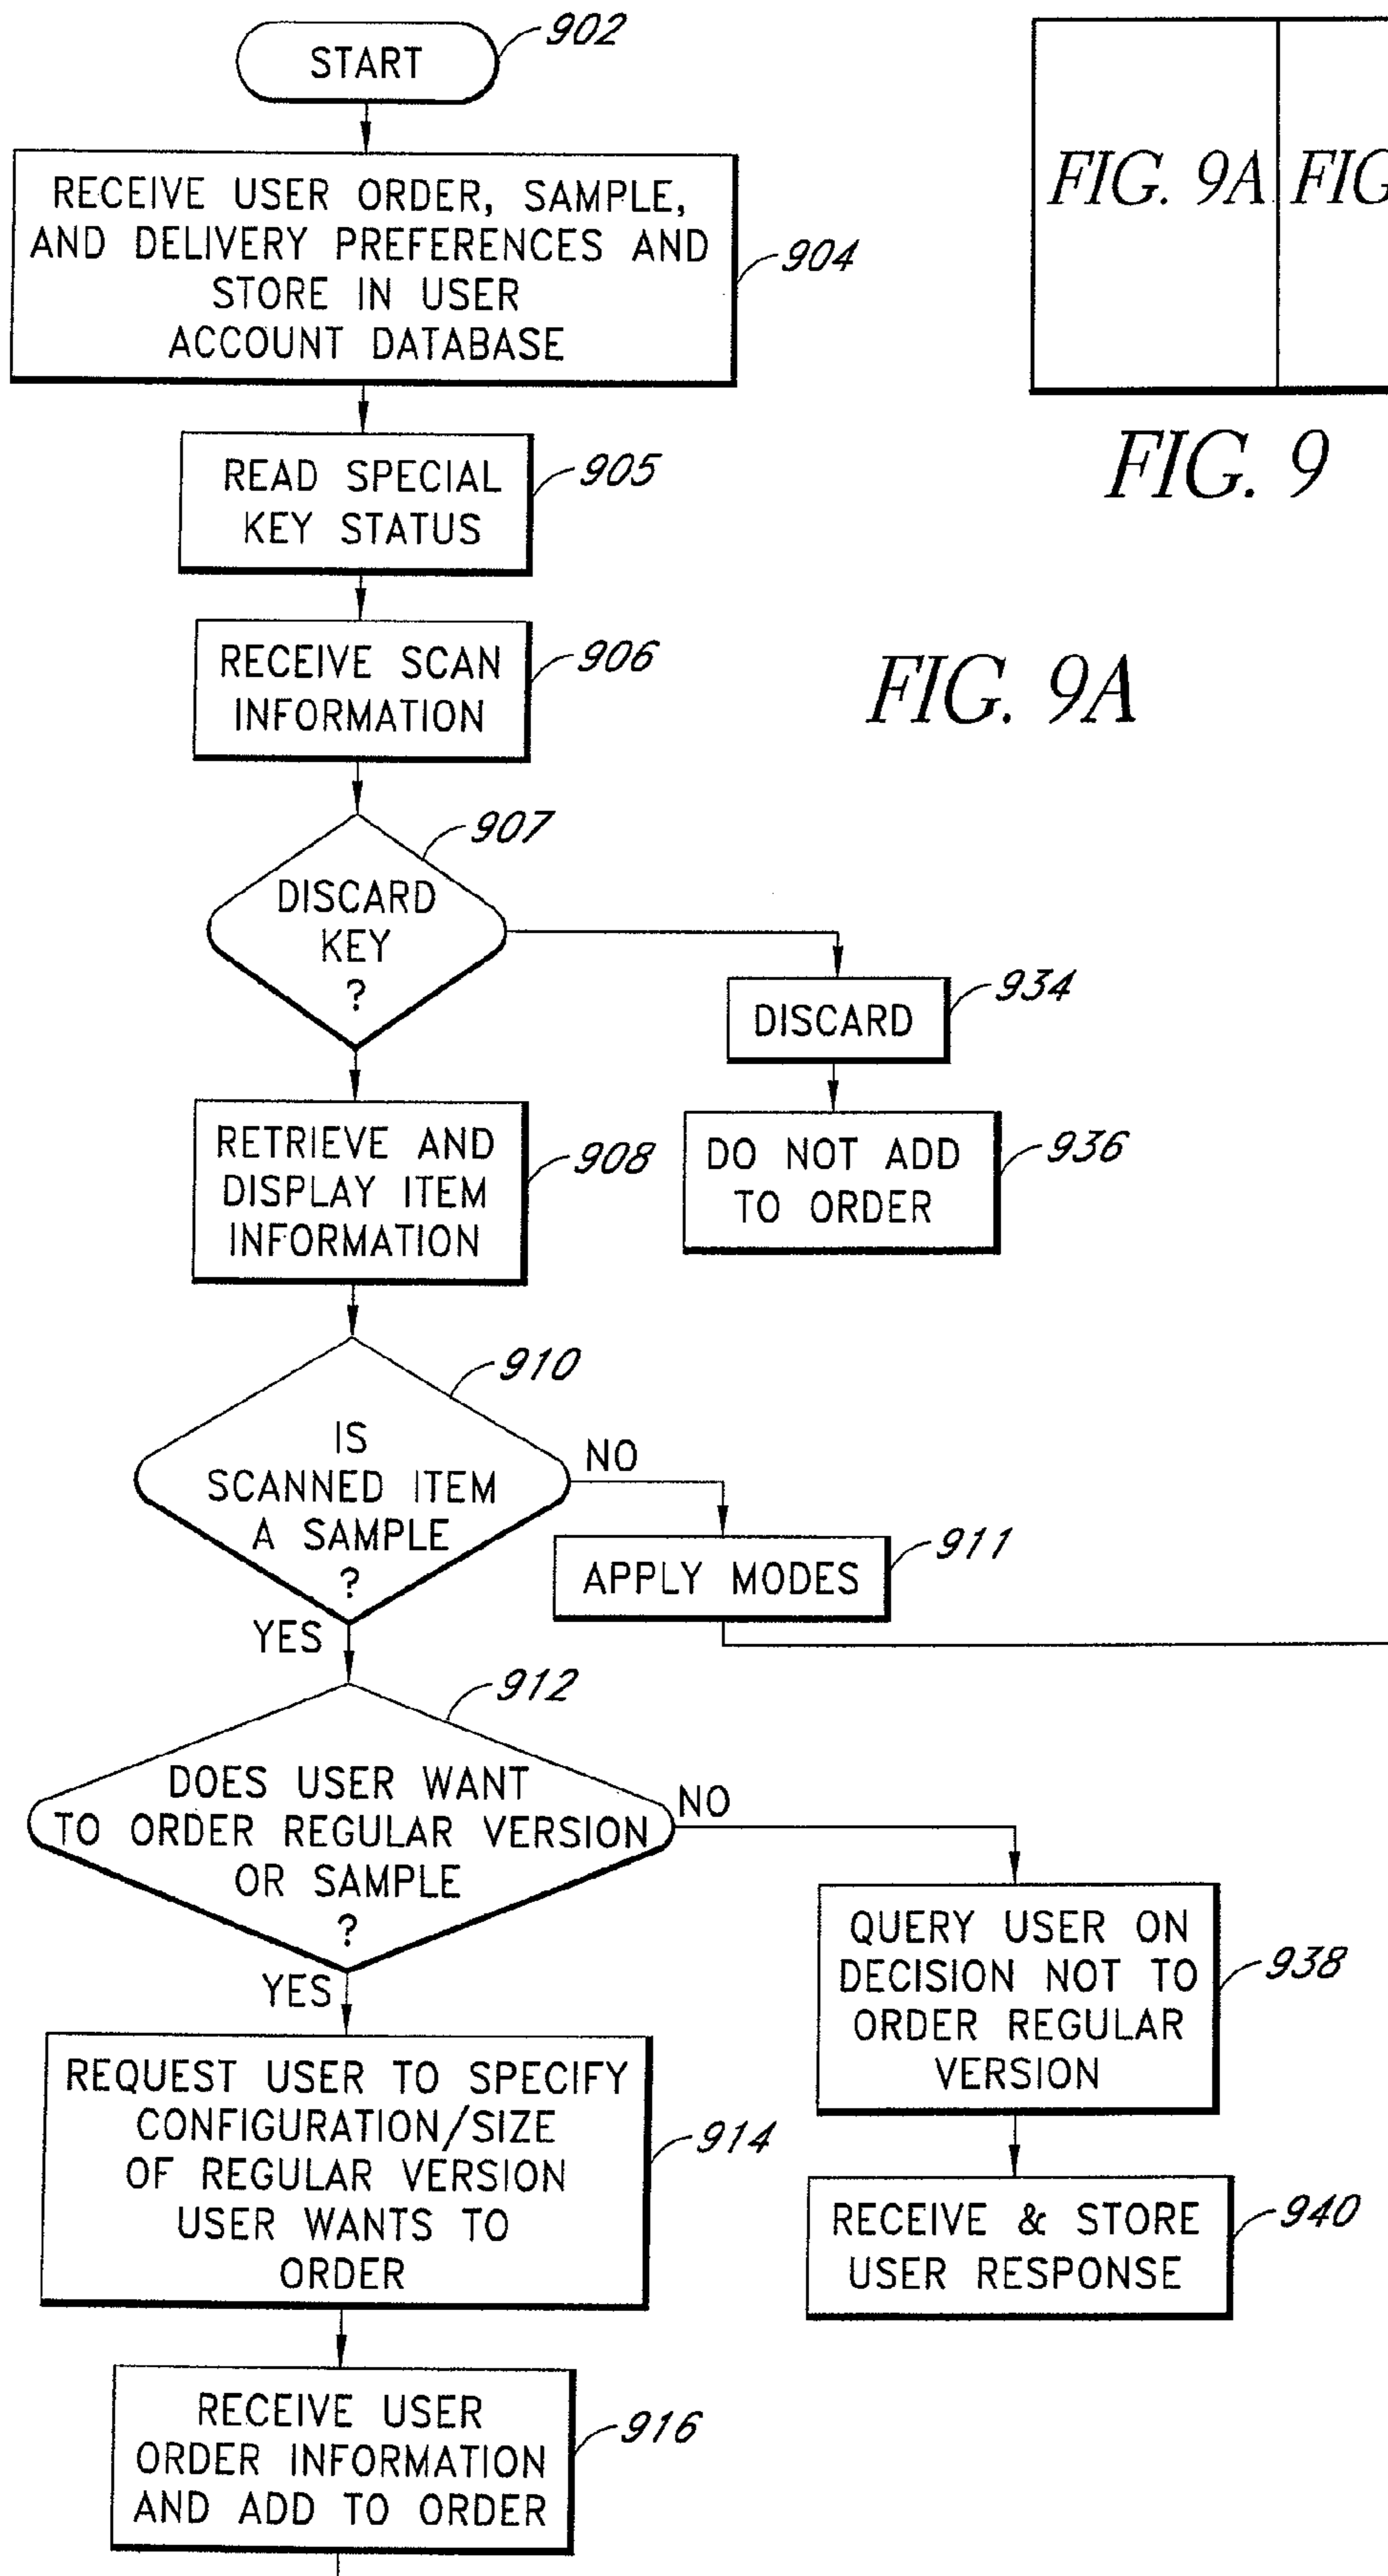 START
902
RECEIVE USER ORDER, SAMPLE,
AND DELIVERY PREFERENCES AND
STORE IN USER
ACCOUNT DATABASE
904
FIG. 9A
FIG
FIG. 9
READ SPECIAL
KEY STATUS
905
RECEIVE SCAN
INFORMATION
906
FIG. 9A
907
DISCARD
KEY
?
DISCARD
934
RETRIEVE AND
DISPLAY ITEM
INFORMATION
908
DO NOT ADD
TO ORDER
936
910
IS
SCANNED ITEM
A SAMPLE
?
NO
YES
APPLY MODES
911
912
DOES USER WANT
TO ORDER REGULAR VERSION
OR SAMPLE
?
NO
YES
QUERY USER ON
DECISION NOT TO
ORDER REGULAR
VERSION
938
REQUEST USER TO SPECIFY
CONFIGURATION/SIZE
OF REGULAR VERSION
USER WANTS TO
ORDER
914
RECEIVE & STORE
USER RESPONSE
940
RECEIVE USER
ORDER INFORMATION
AND ADD TO ORDER
916